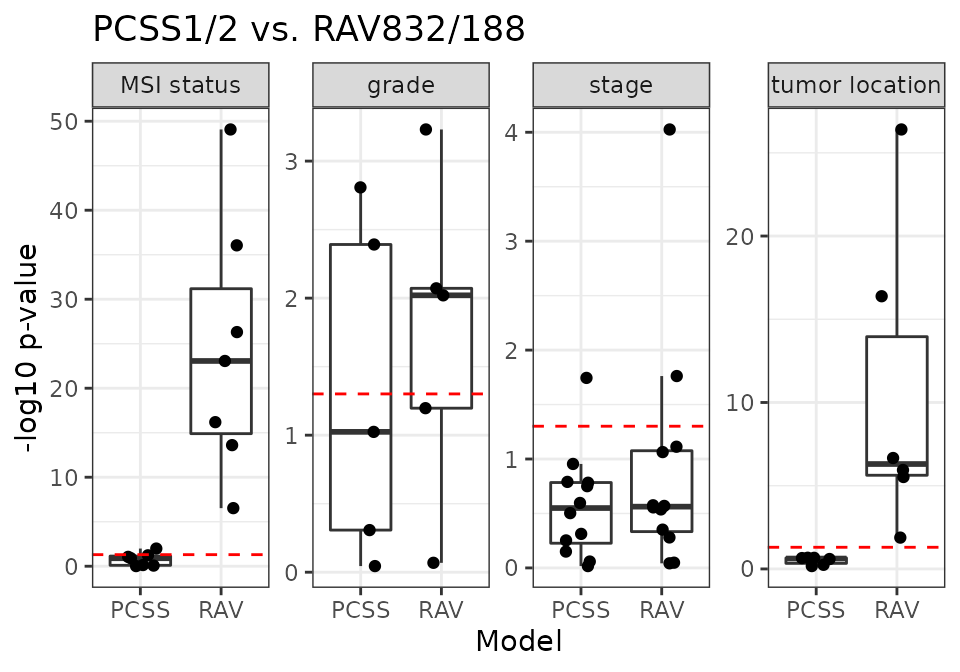 PCSS1/2 vs. RAV832/188
MSI status
grade
stage
tumor location
-log10 p-value
50
40
30
20
10
0
3
2
1
0
4
3
2
1
0
20
10
0
PCSS RAV
PCSS RAV
PCSS RAV
PCSS RAV
Model